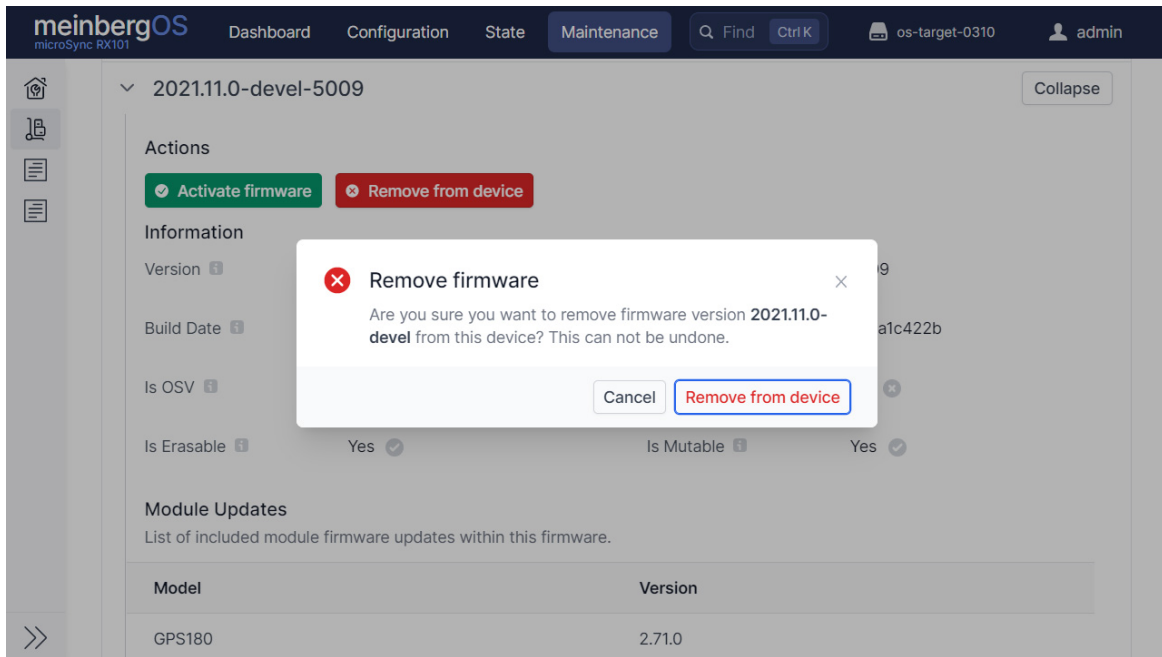 meinbergOS
microSync RX101
Dashboard Configuration State Maintenance Find Ctrl K os-target-0310 admin
2021.11.0-devel-5009 Collapse
Actions
Activate firmware Remove from device
Information
Version
Build Date a1c422b
Is OSV
Remove firmware
Are you sure you want to remove firmware version 2021.11.0-
devel from this device? This can not be undone.
Cancel Remove from device
Is Erasable Yes Is Mutable Yes
Module Updates
List of included module firmware updates within this firmware.
Model Version
GPS180 2.71.0